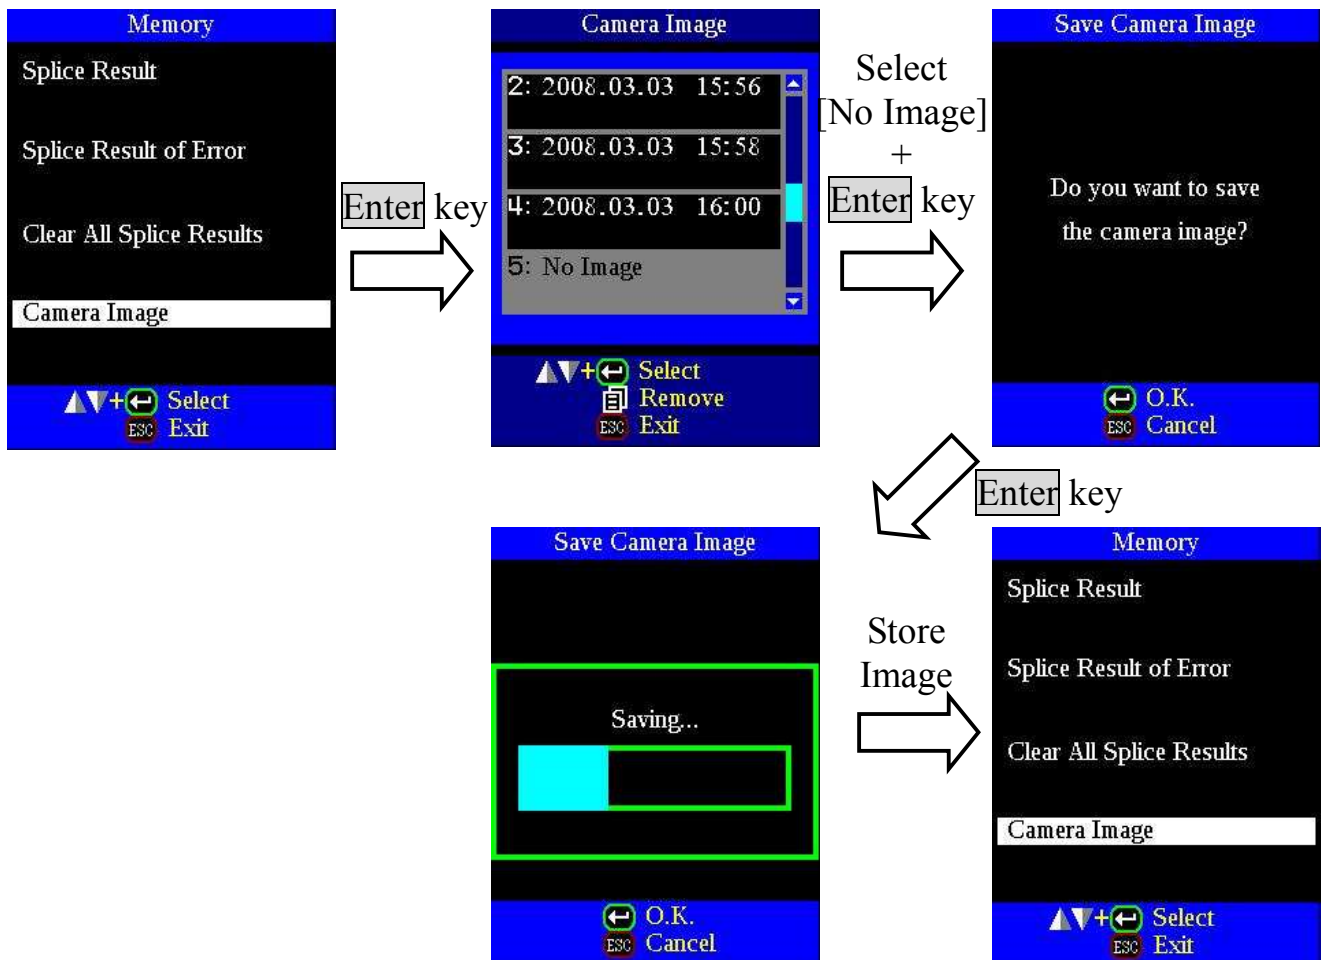 Memory
Splice Result
Splice Result of Error
Clear All Splice Results
Camera Image
+ Select
ESC Exit
Enter key
Camera Image
2: 2008.03.03 15:56
3: 2008.03.03 15:58
4: 2008.03.03 16:00
5: No Image
+ Select
Remove
ESC Exit
Select
[No Image]
+
Enter key
Save Camera Image
Do you want to save
the camera image?
O.K.
ESC Cancel
Enter key
Save Camera Image
Saving...
O.K.
ESC Cancel
Store
Image
Memory
Splice Result
Splice Result of Error
Clear All Splice Results
Camera Image
+ Select
ESC Exit